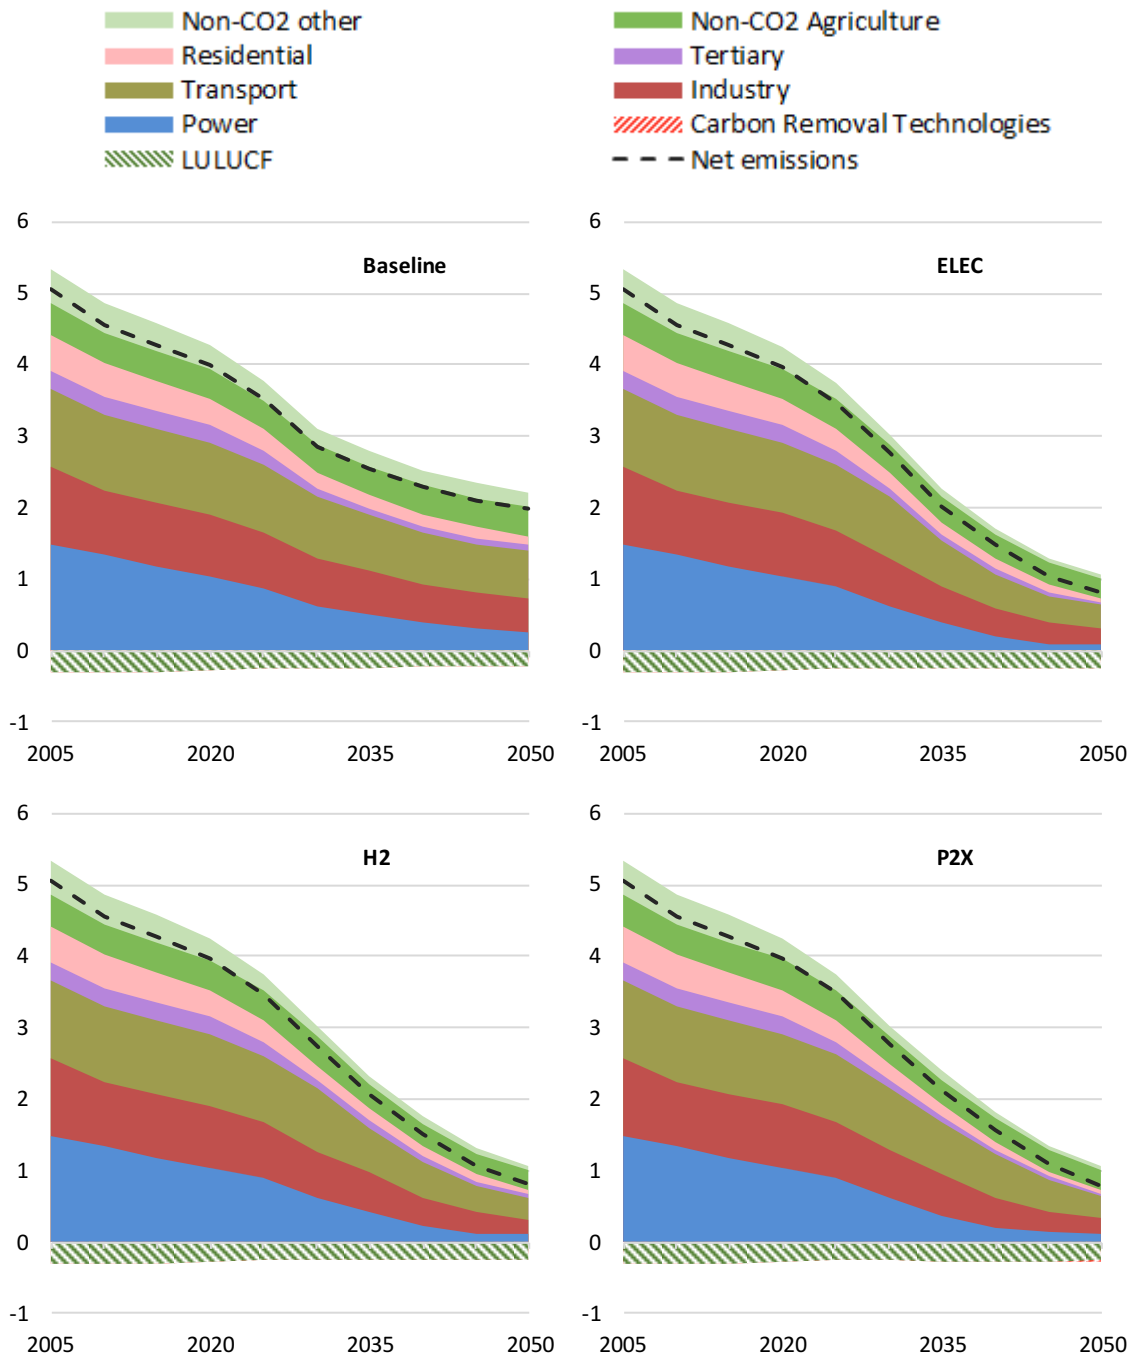 Non-CO2 other Non-CO2 Agriculture
Residential Tertiary
Transport Industry
Power Carbon Removal Technologies
LULUCF Net emissions
6 6
Baseline ELEC
5 5
4 4
3 3
2 2
1 1
0 0
-1 -1
2005 2020 2035 2050 2005 2020 2035 2050
6 6
H2 P2X
5 5
4 4
3 3
2 2
1 1
0 0
-1 -1
2005 2020 2035 2050 2005 2020 2035 2050